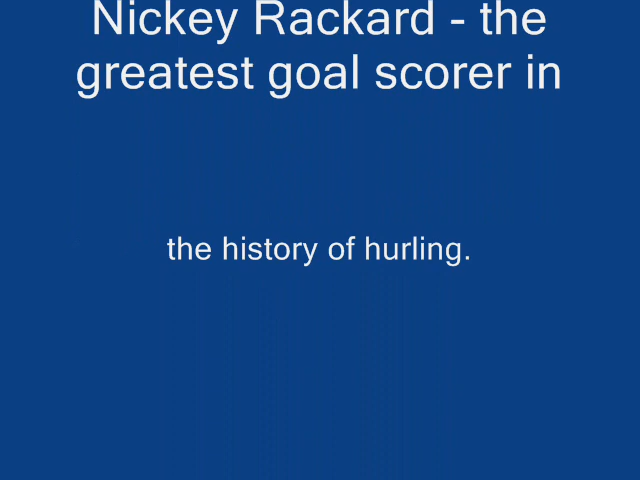 Nickey Rackard - the
greatest goal scorer in
the history of hurling.